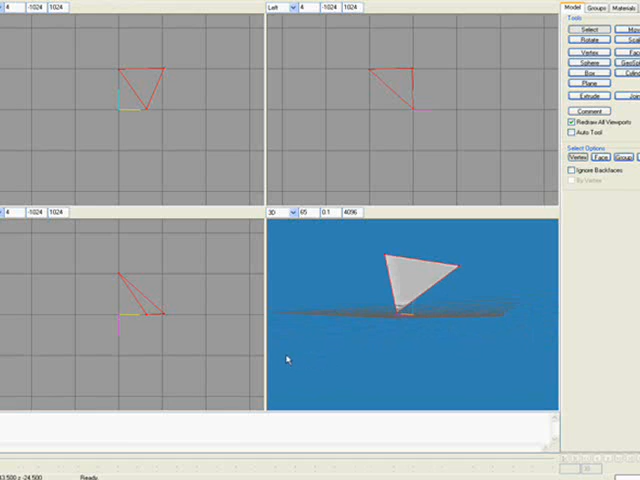 4 -1024 1024 Left 4 -1024 1024
Model Groups Materials
Tools
Select
Rotate
Vertex
Sphere
Box
Plane
Extrude
Comment
Redraw All Viewports
Auto Tool
Select Options
Vertex Face Group
Ignore Backfaces
By Vertex
4 -1024 1024 3D 65 0.1 4096
z -24.500 Ready